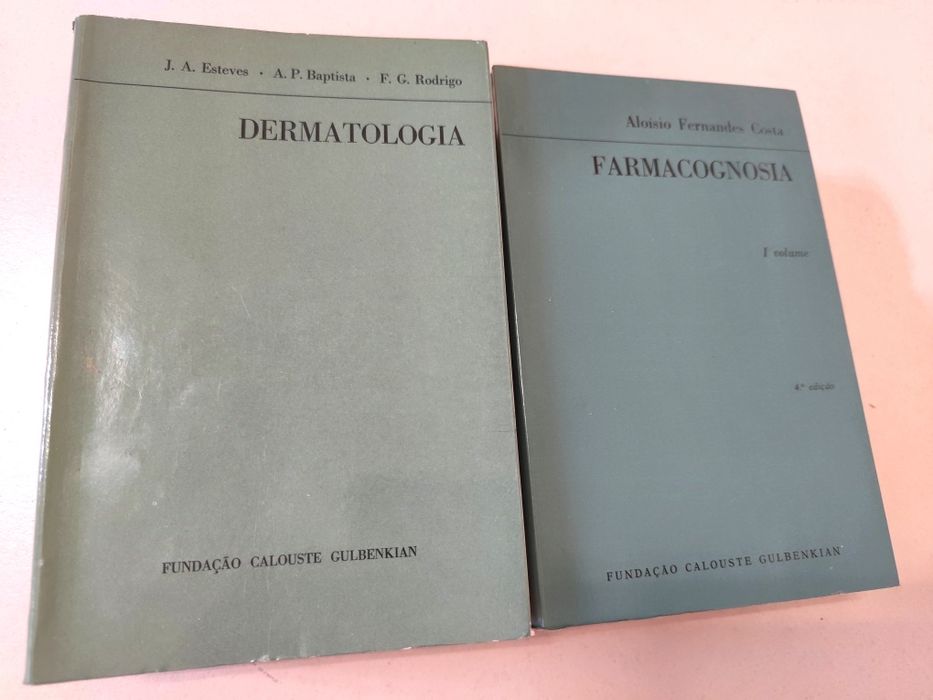 J. A. Esteves · A. P. Baptista · F. G. Rodrigo
DERMATOLOGIA
FUNDAÇÃO CALOUSTE GULBENKIAN
Aloísio Fernandes Costa
FARMACOGNOSIA
I volume
4.ª edição
FUNDAÇÃO CALOUSTE GULBENKIAN